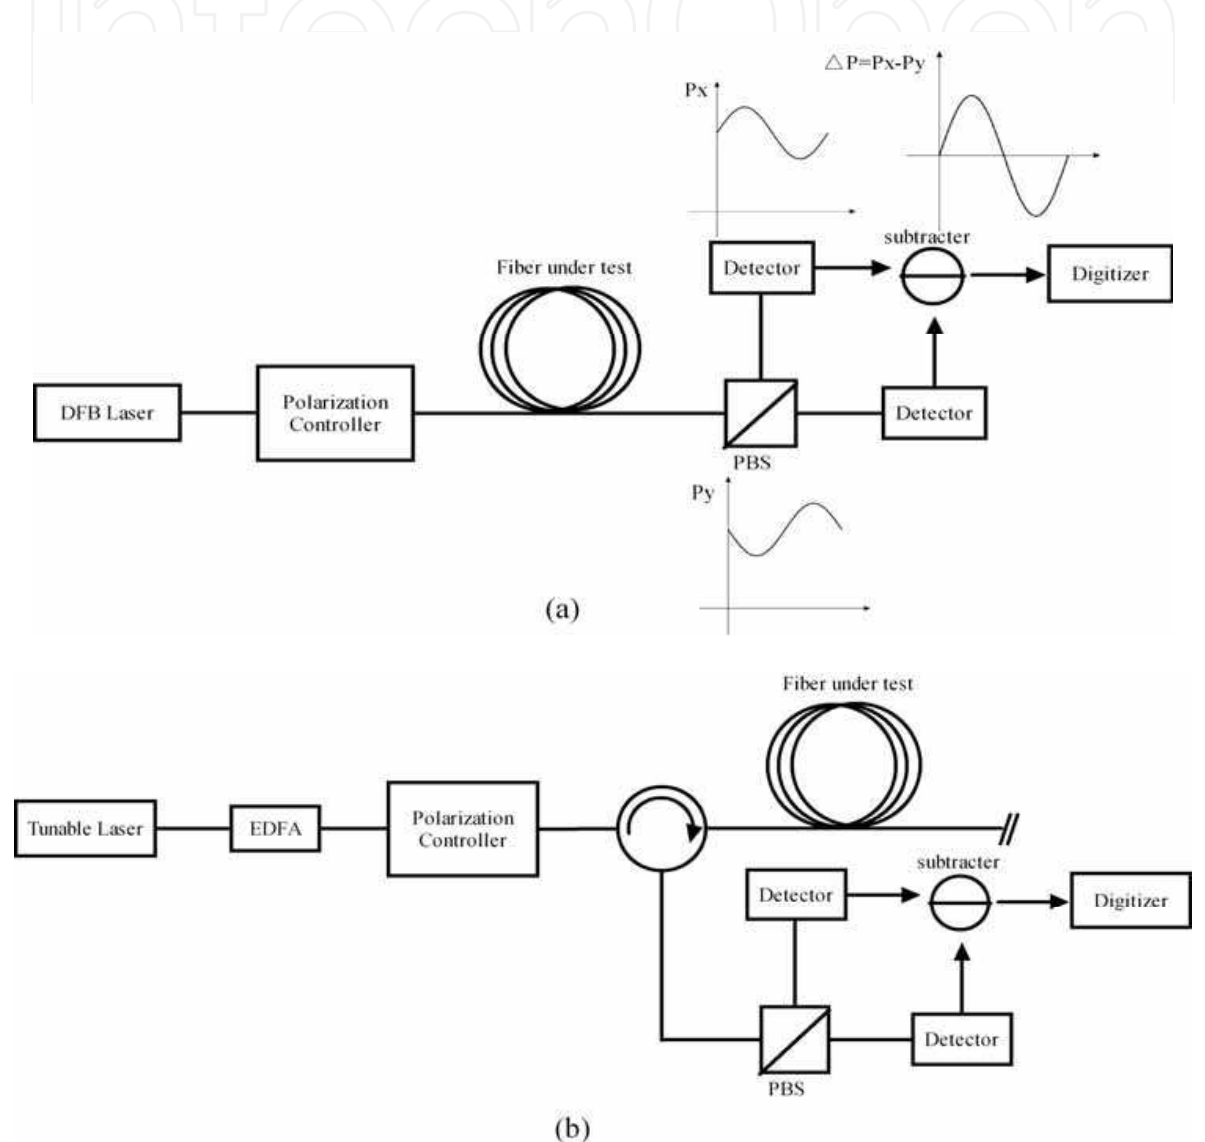 △P=Px-Py
Px
subtracter
Fiber under test
Detector
Digitizer
DFB Laser
Polarization
Controller
Detector
PBS
Py
(a)
Fiber under test
Tunable Laser
EDFA
Polarization
Controller
subtracter
Detector
Digitizer
Detector
PBS
(b)